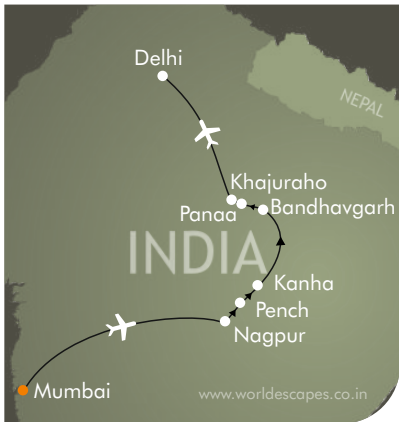 Delhi
NEPAL
Khajuraho
Panaa
Bandhavgarh
INDIA
Kanha
Pench
Nagpur
Mumbai
www.worldescapes.co.in